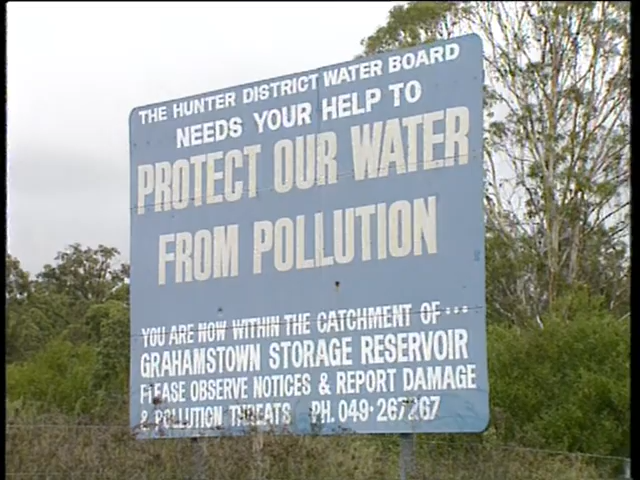 THE HUNTER DISTRICT WATER BOARD
NEEDS YOUR HELP TO
PROTECT OUR WATER
FROM POLLUTION
YOU ARE NOW WITHIN THE CATCHMENT OF...
GRAHAMSTOWN STORAGE RESERVOIR
PLEASE OBSERVE NOTICES & REPORT DAMAGE
& POLLUTION THREATS PH. 049·267267